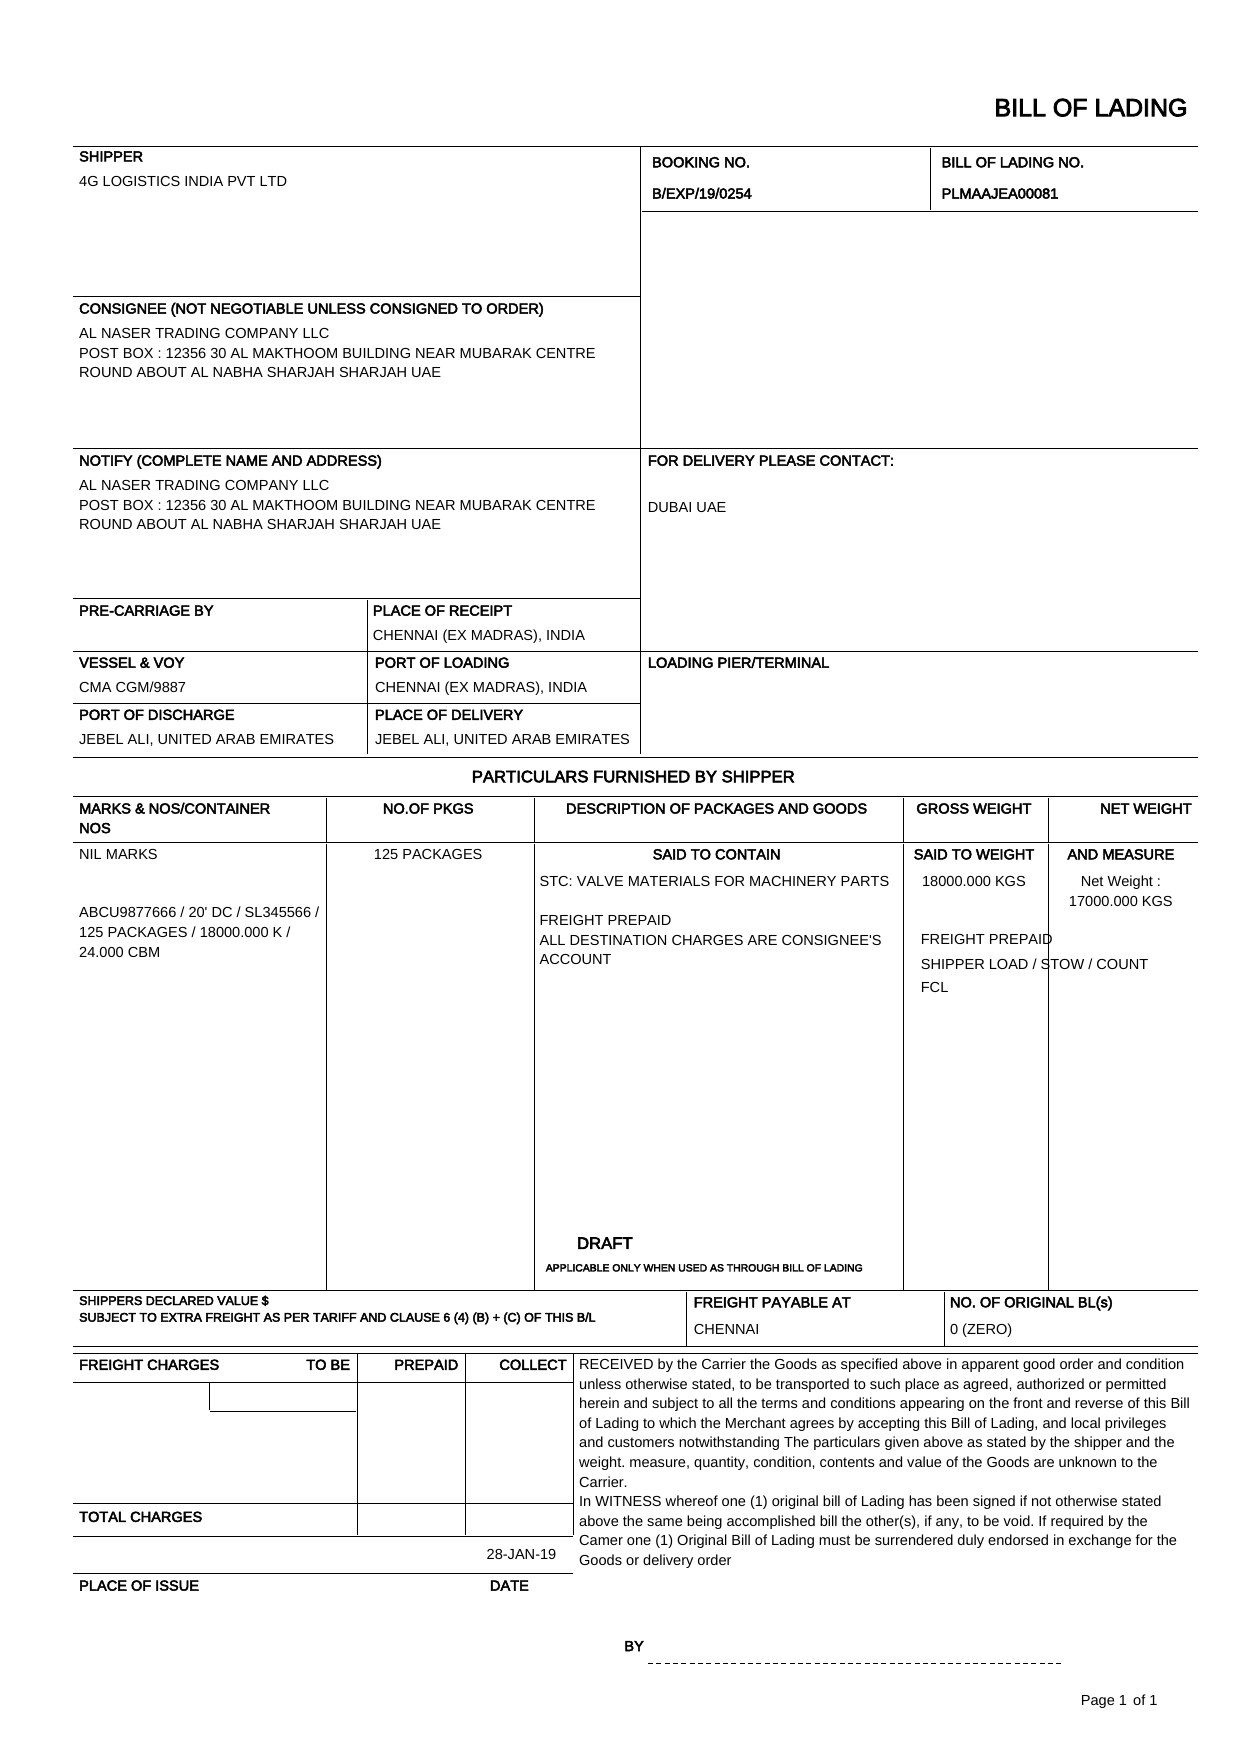 BILL OF LADING
SHIPPER
4G LOGISTICS INDIA PVT LTD
BOOKING NO.
B/EXP/19/0254
BILL OF LADING NO.
PLMAAJEA00081
CONSIGNEE (NOT NEGOTIABLE UNLESS CONSIGNED TO ORDER)
AL NASER TRADING COMPANY LLC
POST BOX : 12356 30 AL MAKTHOOM BUILDING NEAR MUBARAK CENTRE
ROUND ABOUT AL NABHA SHARJAH SHARJAH UAE
NOTIFY (COMPLETE NAME AND ADDRESS)
AL NASER TRADING COMPANY LLC
POST BOX : 12356 30 AL MAKTHOOM BUILDING NEAR MUBARAK CENTRE
ROUND ABOUT AL NABHA SHARJAH SHARJAH UAE
FOR DELIVERY PLEASE CONTACT:
DUBAI UAE
PRE-CARRIAGE BY
PLACE OF RECEIPT
CHENNAI (EX MADRAS), INDIA
VESSEL & VOY
CMA CGM/9887
PORT OF LOADING
CHENNAI (EX MADRAS), INDIA
LOADING PIER/TERMINAL
PORT OF DISCHARGE
JEBEL ALI, UNITED ARAB EMIRATES
PLACE OF DELIVERY
JEBEL ALI, UNITED ARAB EMIRATES
PARTICULARS FURNISHED BY SHIPPER
MARKS & NOS/CONTAINER
NOS
NO.OF PKGS
DESCRIPTION OF PACKAGES AND GOODS
GROSS WEIGHT
NET WEIGHT
NIL MARKS
ABCU9877666 / 20' DC / SL345566 /
125 PACKAGES / 18000.000 K /
24.000 CBM
125 PACKAGES
SAID TO CONTAIN
STC: VALVE MATERIALS FOR MACHINERY PARTS
FREIGHT PREPAID
ALL DESTINATION CHARGES ARE CONSIGNEE'S
ACCOUNT
SAID TO WEIGHT
18000.000 KGS
AND MEASURE
Net Weight :
17000.000 KGS
FREIGHT PREPAID
SHIPPER LOAD / STOW / COUNT
FCL
DRAFT
APPLICABLE ONLY WHEN USED AS THROUGH BILL OF LADING
SHIPPERS DECLARED VALUE $
SUBJECT TO EXTRA FREIGHT AS PER TARIFF AND CLAUSE 6 (4) (B) + (C) OF THIS B/L
FREIGHT PAYABLE AT
CHENNAI
NO. OF ORIGINAL BL(s)
0 (ZERO)
FREIGHT CHARGES TO BE PREPAID COLLECT
TOTAL CHARGES
28-JAN-19
PLACE OF ISSUE DATE
RECEIVED by the Carrier the Goods as specified above in apparent good order and condition
unless otherwise stated, to be transported to such place as agreed, authorized or permitted
herein and subject to all the terms and conditions appearing on the front and reverse of this Bill
of Lading to which the Merchant agrees by accepting this Bill of Lading, and local privileges
and customers notwithstanding The particulars given above as stated by the shipper and the
weight. measure, quantity, condition, contents and value of the Goods are unknown to the
Carrier.
In WITNESS whereof one (1) original bill of Lading has been signed if not otherwise stated
above the same being accomplished bill the other(s), if any, to be void. If required by the
Camer one (1) Original Bill of Lading must be surrendered duly endorsed in exchange for the
Goods or delivery order
BY
Page 1 of 1